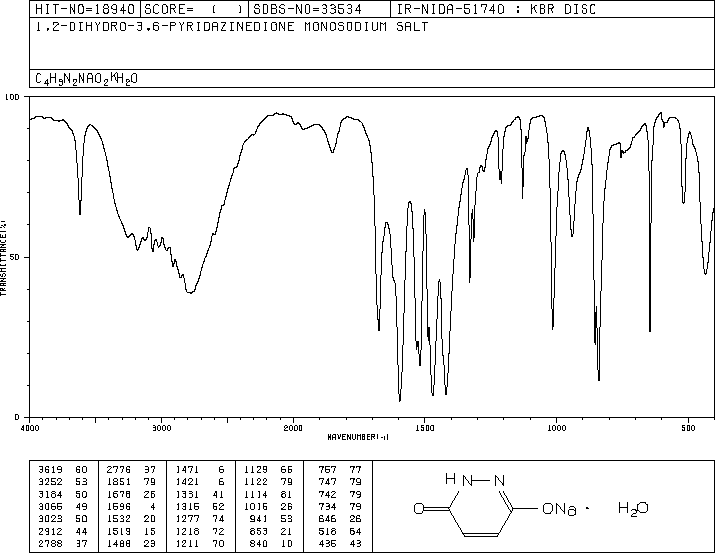 HIT-NO=18940 SCORE= ( ) SDBS-NO=33534 IR-NIDA-51740 : KBR DISC
1,2-DIHYDRO-3,6-PYRIDAZINEDIONE MONOSODIUM SALT
C4H3N2NAO2KH2O
100
50
0
TRANSMITTANCE(%)
4000 3000 2000 1500 1000 500
WAVENUMBER(-1)
3619 60 2776 37 1471 6 1129 66 767 77
3252 53 1851 79 1421 6 1122 79 747 79
3184 50 1678 26 1331 41 1114 81 742 79
3066 49 1596 4 1316 52 1016 26 734 79
3023 50 1532 20 1277 74 941 53 646 26
2912 44 1519 15 1218 72 853 21 518 64
2788 37 1488 23 1211 70 840 10 436 43
H N N
O ONa · H2O